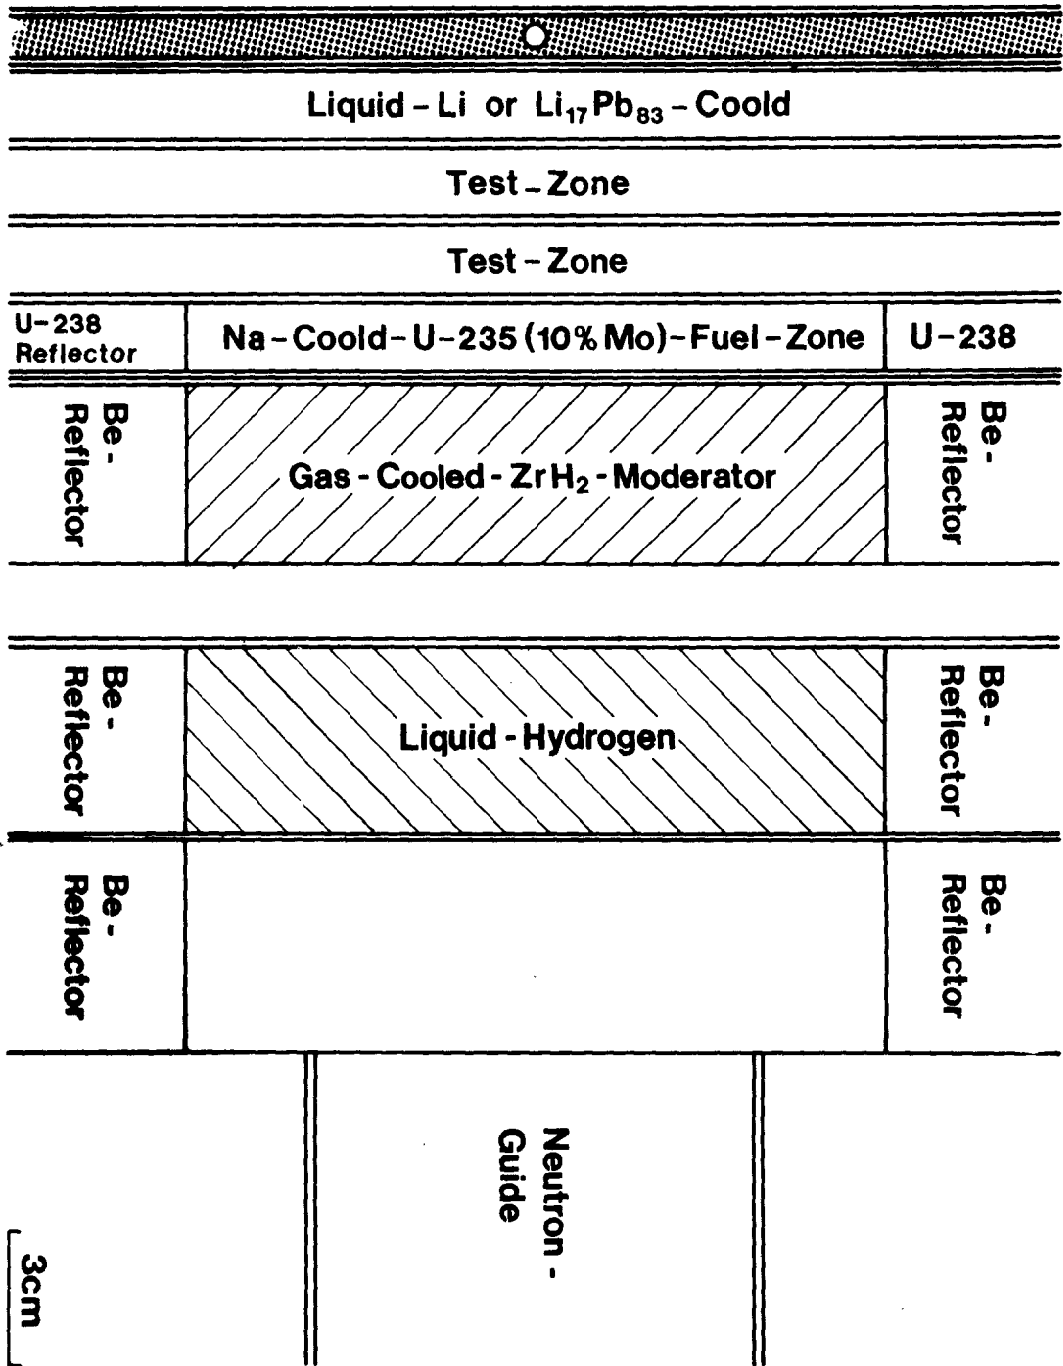 Liquid-Li or Li₁₇Pb₈₃-Coold
Test-Zone
Test-Zone
U-238
Reflector
Na-Coold-U-235 (10% Mo)-Fuel-Zone
U-238
Be-
Reflector
Gas-Cooled-ZrH₂-Moderator
Be-
Reflector
Be-
Reflector
Liquid-Hydrogen
Be-
Reflector
Be-
Reflector
Be-
Reflector
Neutron-
Guide
3cm